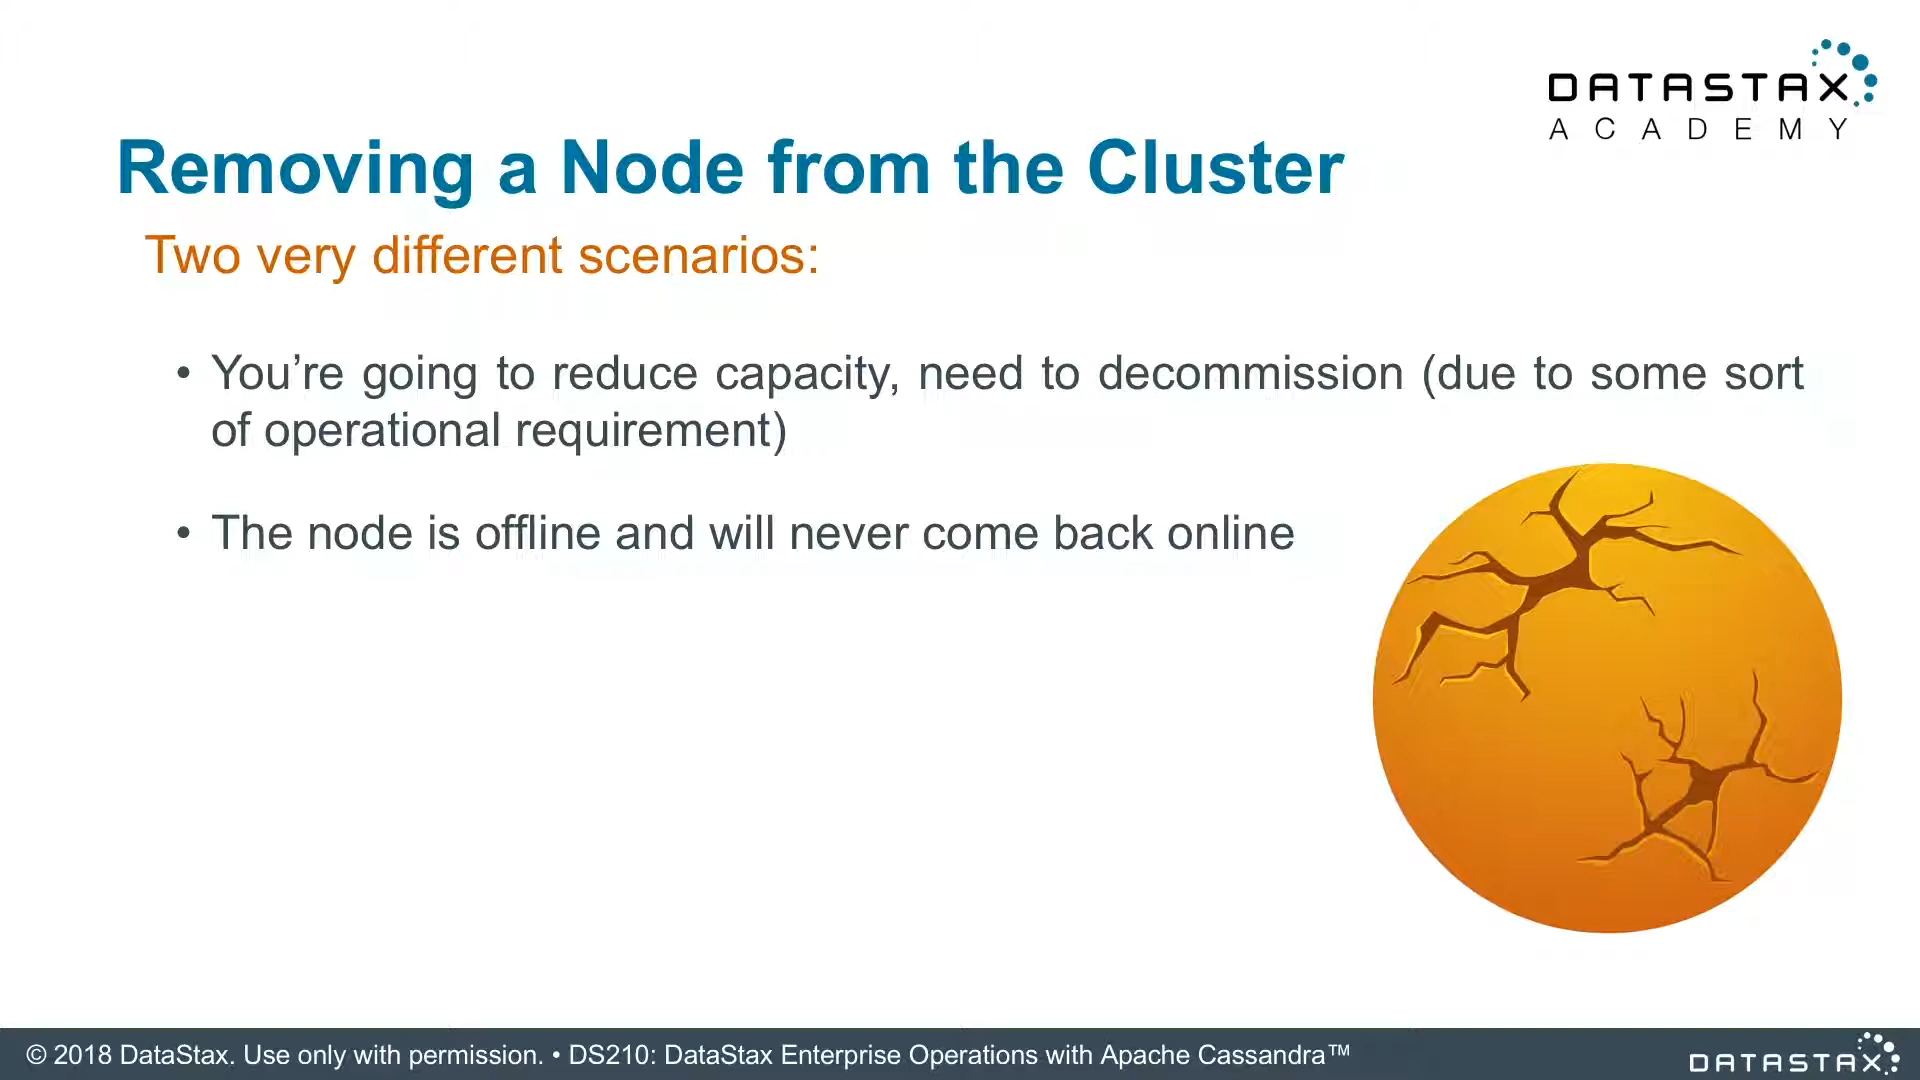 DATASTAX
ACADEMY
Removing a Node from the Cluster
Two very different scenarios:
• You’re going to reduce capacity, need to decommission (due to some sort
of operational requirement)
• The node is offline and will never come back online
© 2018 DataStax. Use only with permission. • DS210: DataStax Enterprise Operations with Apache Cassandra™
DATASTAX